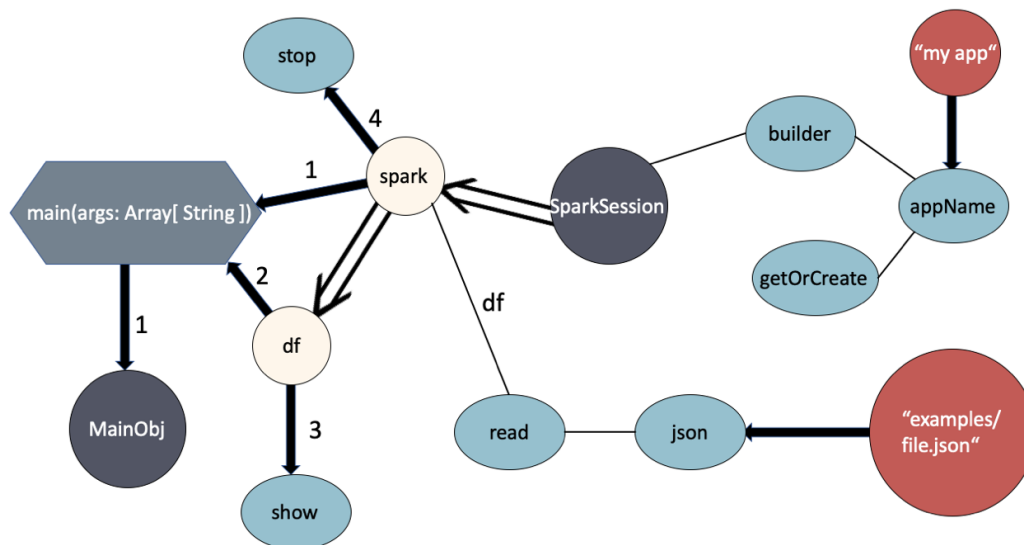 “my app“
stop
4
builder
1
spark
main(args: Array[ String ])
SparkSession
appName
2
getOrCreate
df
1
df
MainObj
3
read
json
“examples/
file.json“
show